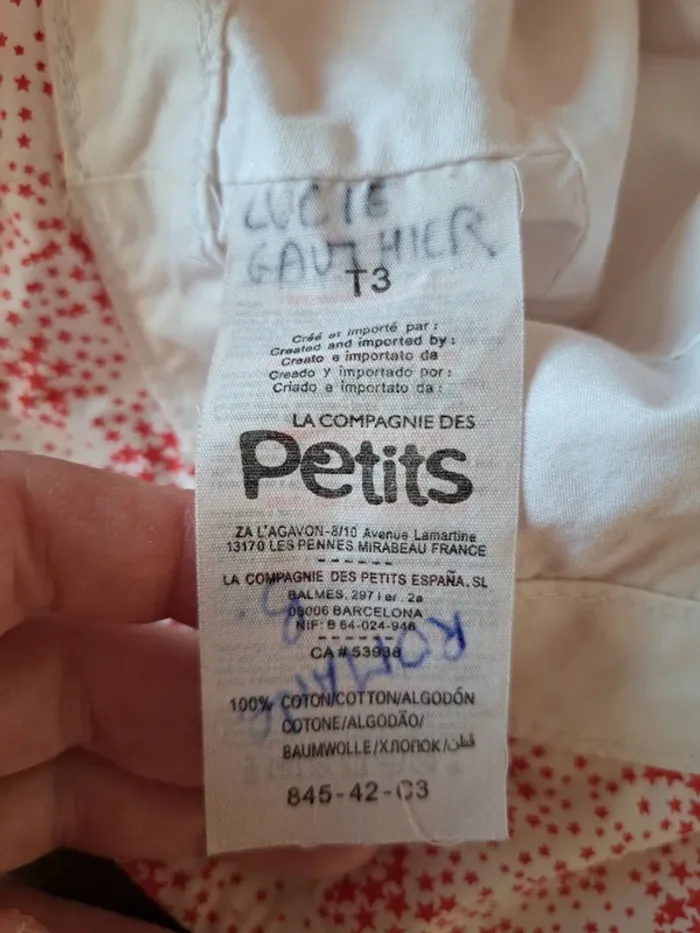 LUCIE
GAUTHIER
T3
Créé et importé par :
Created and imported by :
Creato e importato da
Creado y importado por :
Criado e importato da :
LA COMPAGNIE DES
Petits
ZA L'AGAVON-8/10 Avenue Lamartine
13170 LES PENNES MIRABEAU FRANCE
LA COMPAGNIE DES PETITS ESPAÑA. SL
BALMES. 297 1er. 2a
08006 BARCELONA
NIF: B 64-024-946
CA # 53938
100% COTON/COTTON/ALGODÓN
COTONE/ALGODÃO/
BAUMWOLLE/ХЛОПОК/قطن
845-42-03